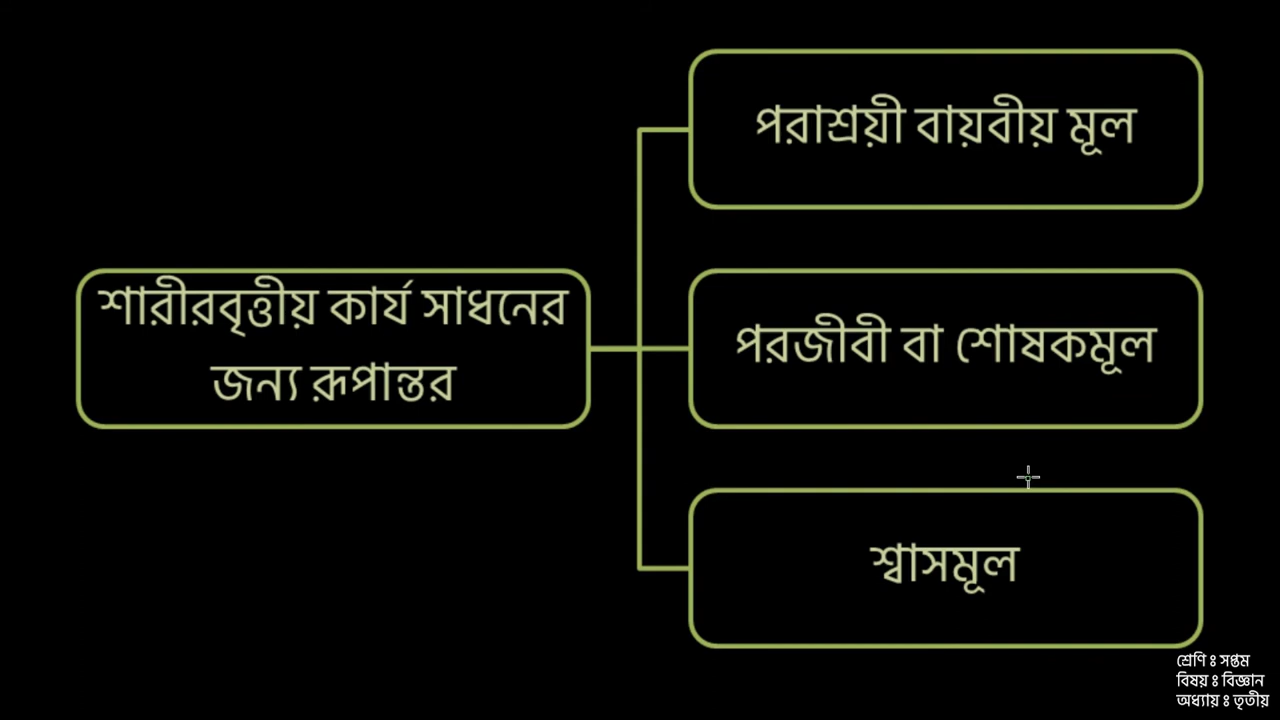 পরাশ্রয়ী বায়বীয় মূল
শারীরবৃত্তীয় কার্য সাধনের
জন্য রূপান্তর
পরজীবী বা শোষকমূল
শ্বাসমূল
শ্রেণি ঃ সপ্তম
বিষয় ঃ বিজ্ঞান
অধ্যায় ঃ তৃতীয়